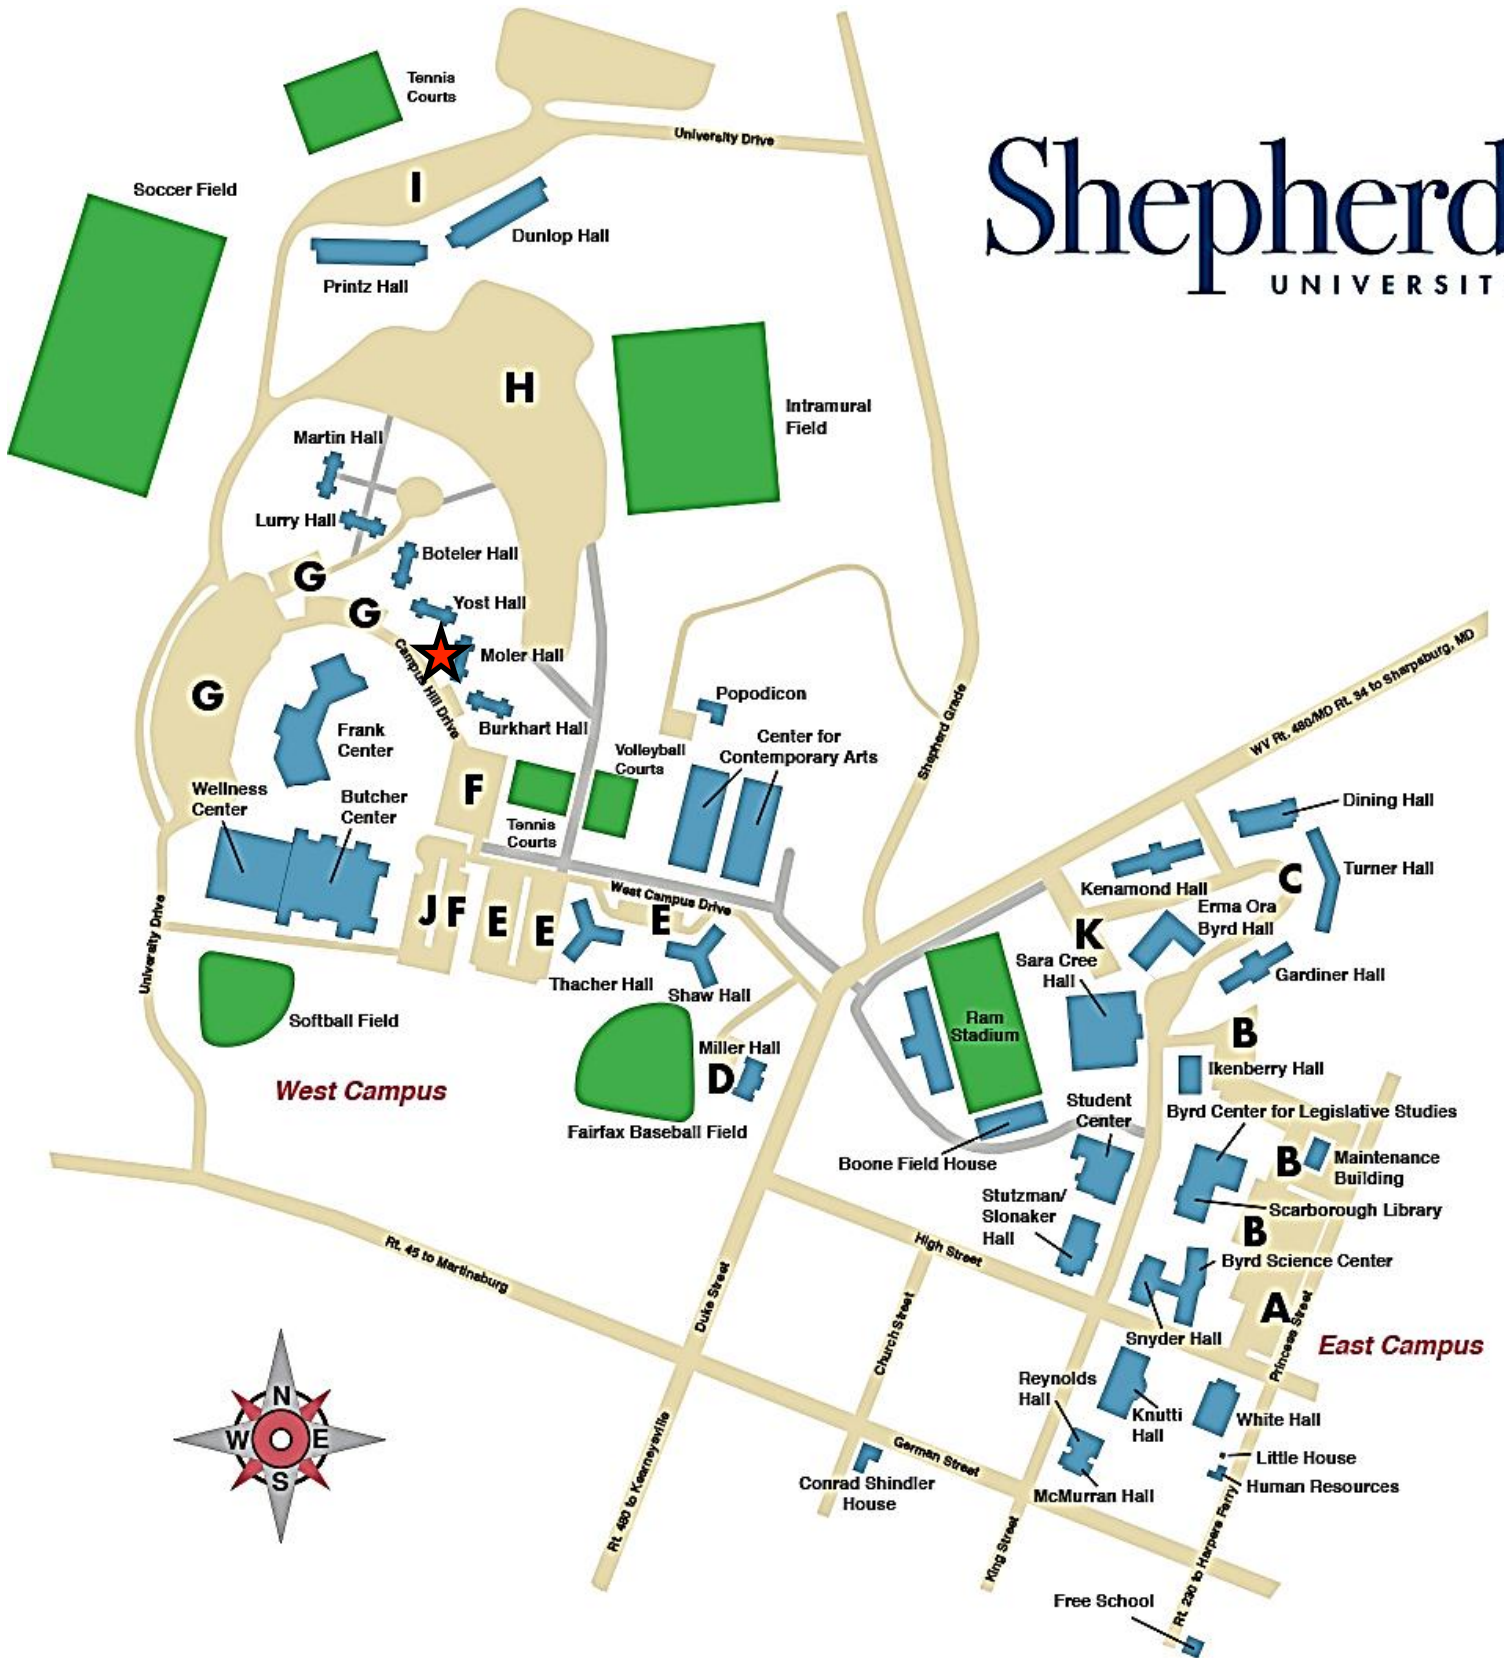 Tennis
Courts
University Drive
Shepherd
UNIVERSIT
Soccer Field
I
Dunlop Hall
Printz Hall
H
Intramural
Field
Martin Hall
Lurry Hall
Boteler Hall
G
G
Yost Hall
Moler Hall
Campus Hill Drive
G
Burkhart Hall
Frank
Center
Popodicon
Center for
Contemporary Arts
Volleyball
Courts
Shepherd Grade
WV Rt. 480/MD Rt. 34 to Sharpsburg, MD
Wellness
Center
Butcher
Center
F
Tennis
Courts
Dining Hall
Turner Hall
Kenamond Hall
C
West Campus Drive
J
F
E
E
E
Erma Ora
Byrd Hall
K
Sara Cree
Hall
Gardiner Hall
University Drive
Thacher Hall
Shaw Hall
Softball Field
Ram
Stadium
B
Miller Hall
D
Ikenberry Hall
West Campus
Student
Center
Byrd Center for Legislative Studies
Fairfax Baseball Field
Boone Field House
B
Maintenance
Building
Stutzman/
Slonaker
Hall
Scarborough Library
B
High Street
Byrd Science Center
Rt. 45 to Martinsburg
Duke Street
Church Street
A
Princess Street
Snyder Hall
East Campus
Reynolds
Hall
Knutti
Hall
White Hall
N
W
E
S
German Street
Little House
Human Resources
Conrad Shindler
House
McMurran Hall
Rt. 480 to Kearneysville
King Street
Rt. 230 to Harpers Ferry
Free School